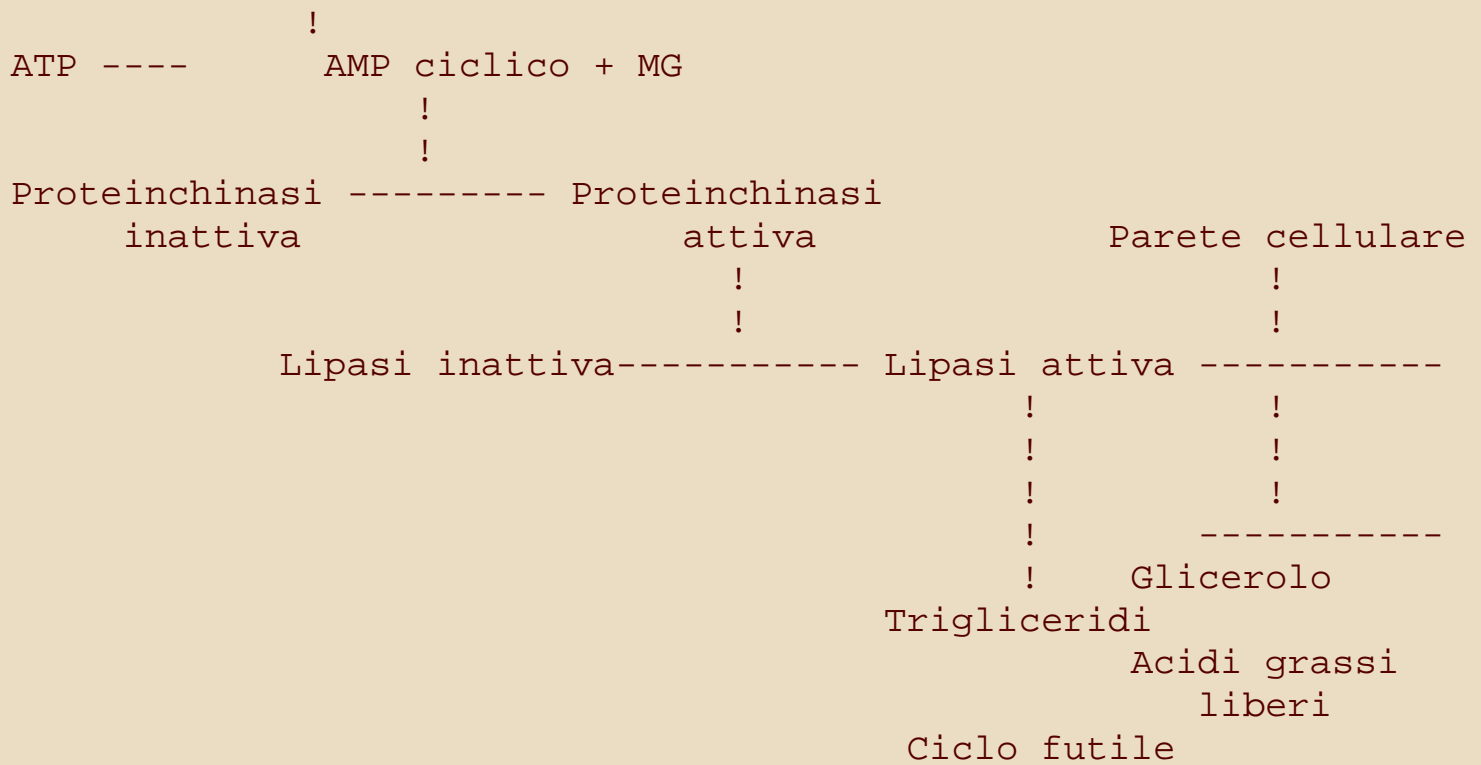 !
ATP ---- AMP ciclico + MG
!
!
Proteinchinasi --------- Proteinchinasi
inattiva attiva Parete cellulare
! !
! !
Lipasi inattiva----------- Lipasi attiva -----------
! !
! !
! !
! -----------
! Glicerolo
Trigliceridi
Acidi grassi
liberi
Ciclo futile